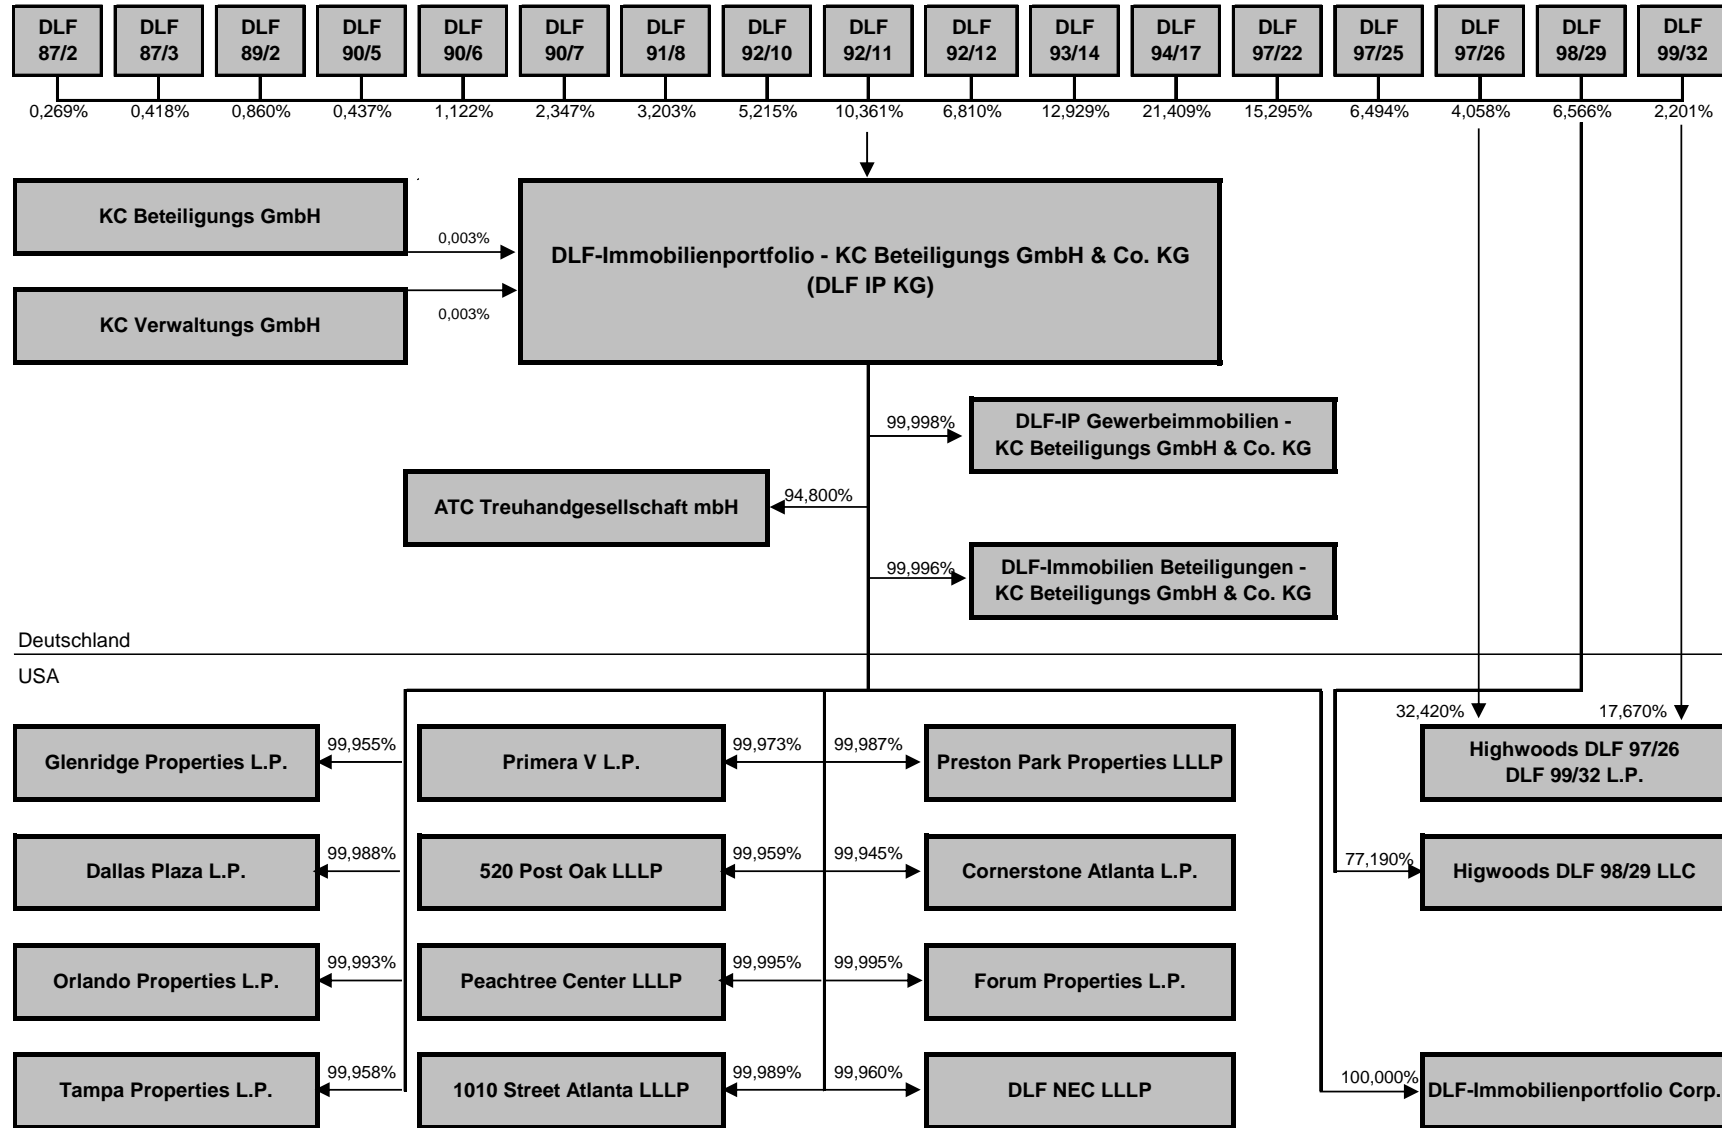 DLF DLF DLF DLF DLF DLF DLF DLF DLF DLF DLF DLF DLF DLF DLF DLF DLF
87/2 87/3 89/2 90/5 90/6 90/7 91/8 92/10 92/11 92/12 93/14 94/17 97/22 97/25 97/26 98/29 99/32
0,269% 0,418% 0,860% 0,437% 1,122% 2,347% 3,203% 5,215% 10,361% 6,810% 12,929% 21,409% 15,295% 6,494% 4,058% 6,566% 2,201%
KC Beteiligungs GmbH
0,003%
DLF-Immobilienportfolio - KC Beteiligungs GmbH & Co. KG
(DLF IP KG)
KC Verwaltungs GmbH
0,003%
99,998%
DLF-IP Gewerbeimmobilien -
KC Beteiligungs GmbH & Co. KG
ATC Treuhandgesellschaft mbH
94,800%
99,996%
DLF-Immobilien Beteiligungen -
KC Beteiligungs GmbH & Co. KG
Deutschland
USA
32,420% 17,670%
Glenridge Properties L.P. 99,955% Primera V L.P. 99,973% 99,987% Preston Park Properties LLLP
Highwoods DLF 97/26
DLF 99/32 L.P.
Dallas Plaza L.P. 99,988% 520 Post Oak LLLP 99,959% 99,945% Cornerstone Atlanta L.P. 77,190% Higwoods DLF 98/29 LLC
Orlando Properties L.P. 99,993% Peachtree Center LLLP 99,995% 99,995% Forum Properties L.P.
Tampa Properties L.P. 99,958% 1010 Street Atlanta LLLP 99,989% 99,960% DLF NEC LLLP 100,000% DLF-Immobilienportfolio Corp.